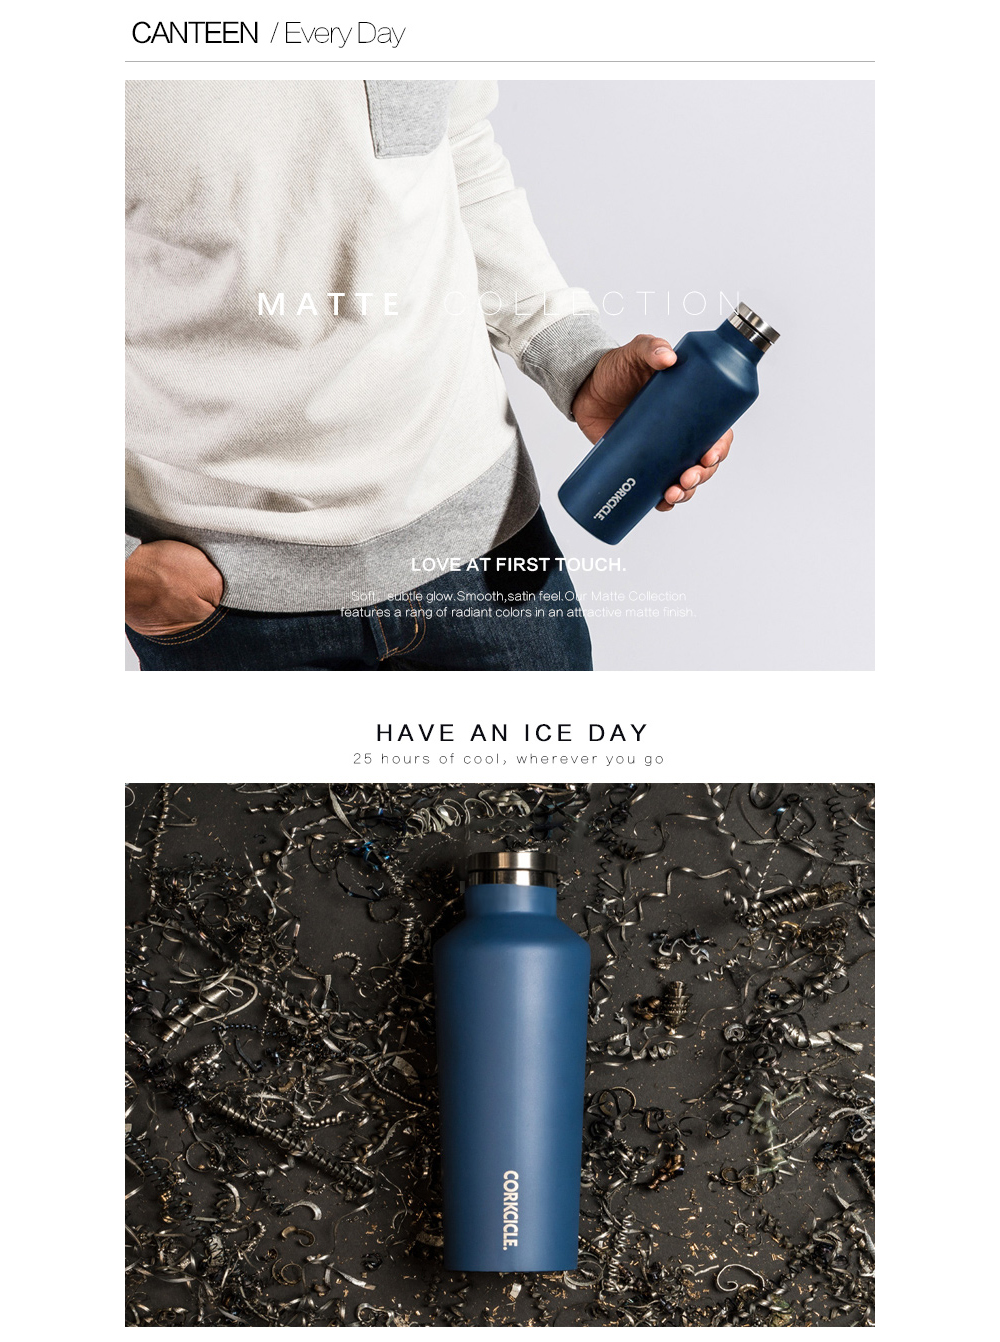 CANTEEN / Every Day
MATTE COLLECTION
CORKCICLE.
LOVE AT FIRST TOUCH.
Soft, subtle glow.Smooth,satin feel.Our Matte Collection
features a rang of radiant colors in an attractive matte finish.
HAVE AN ICE DAY
25 hours of cool, wherever you go
CORKCICLE.